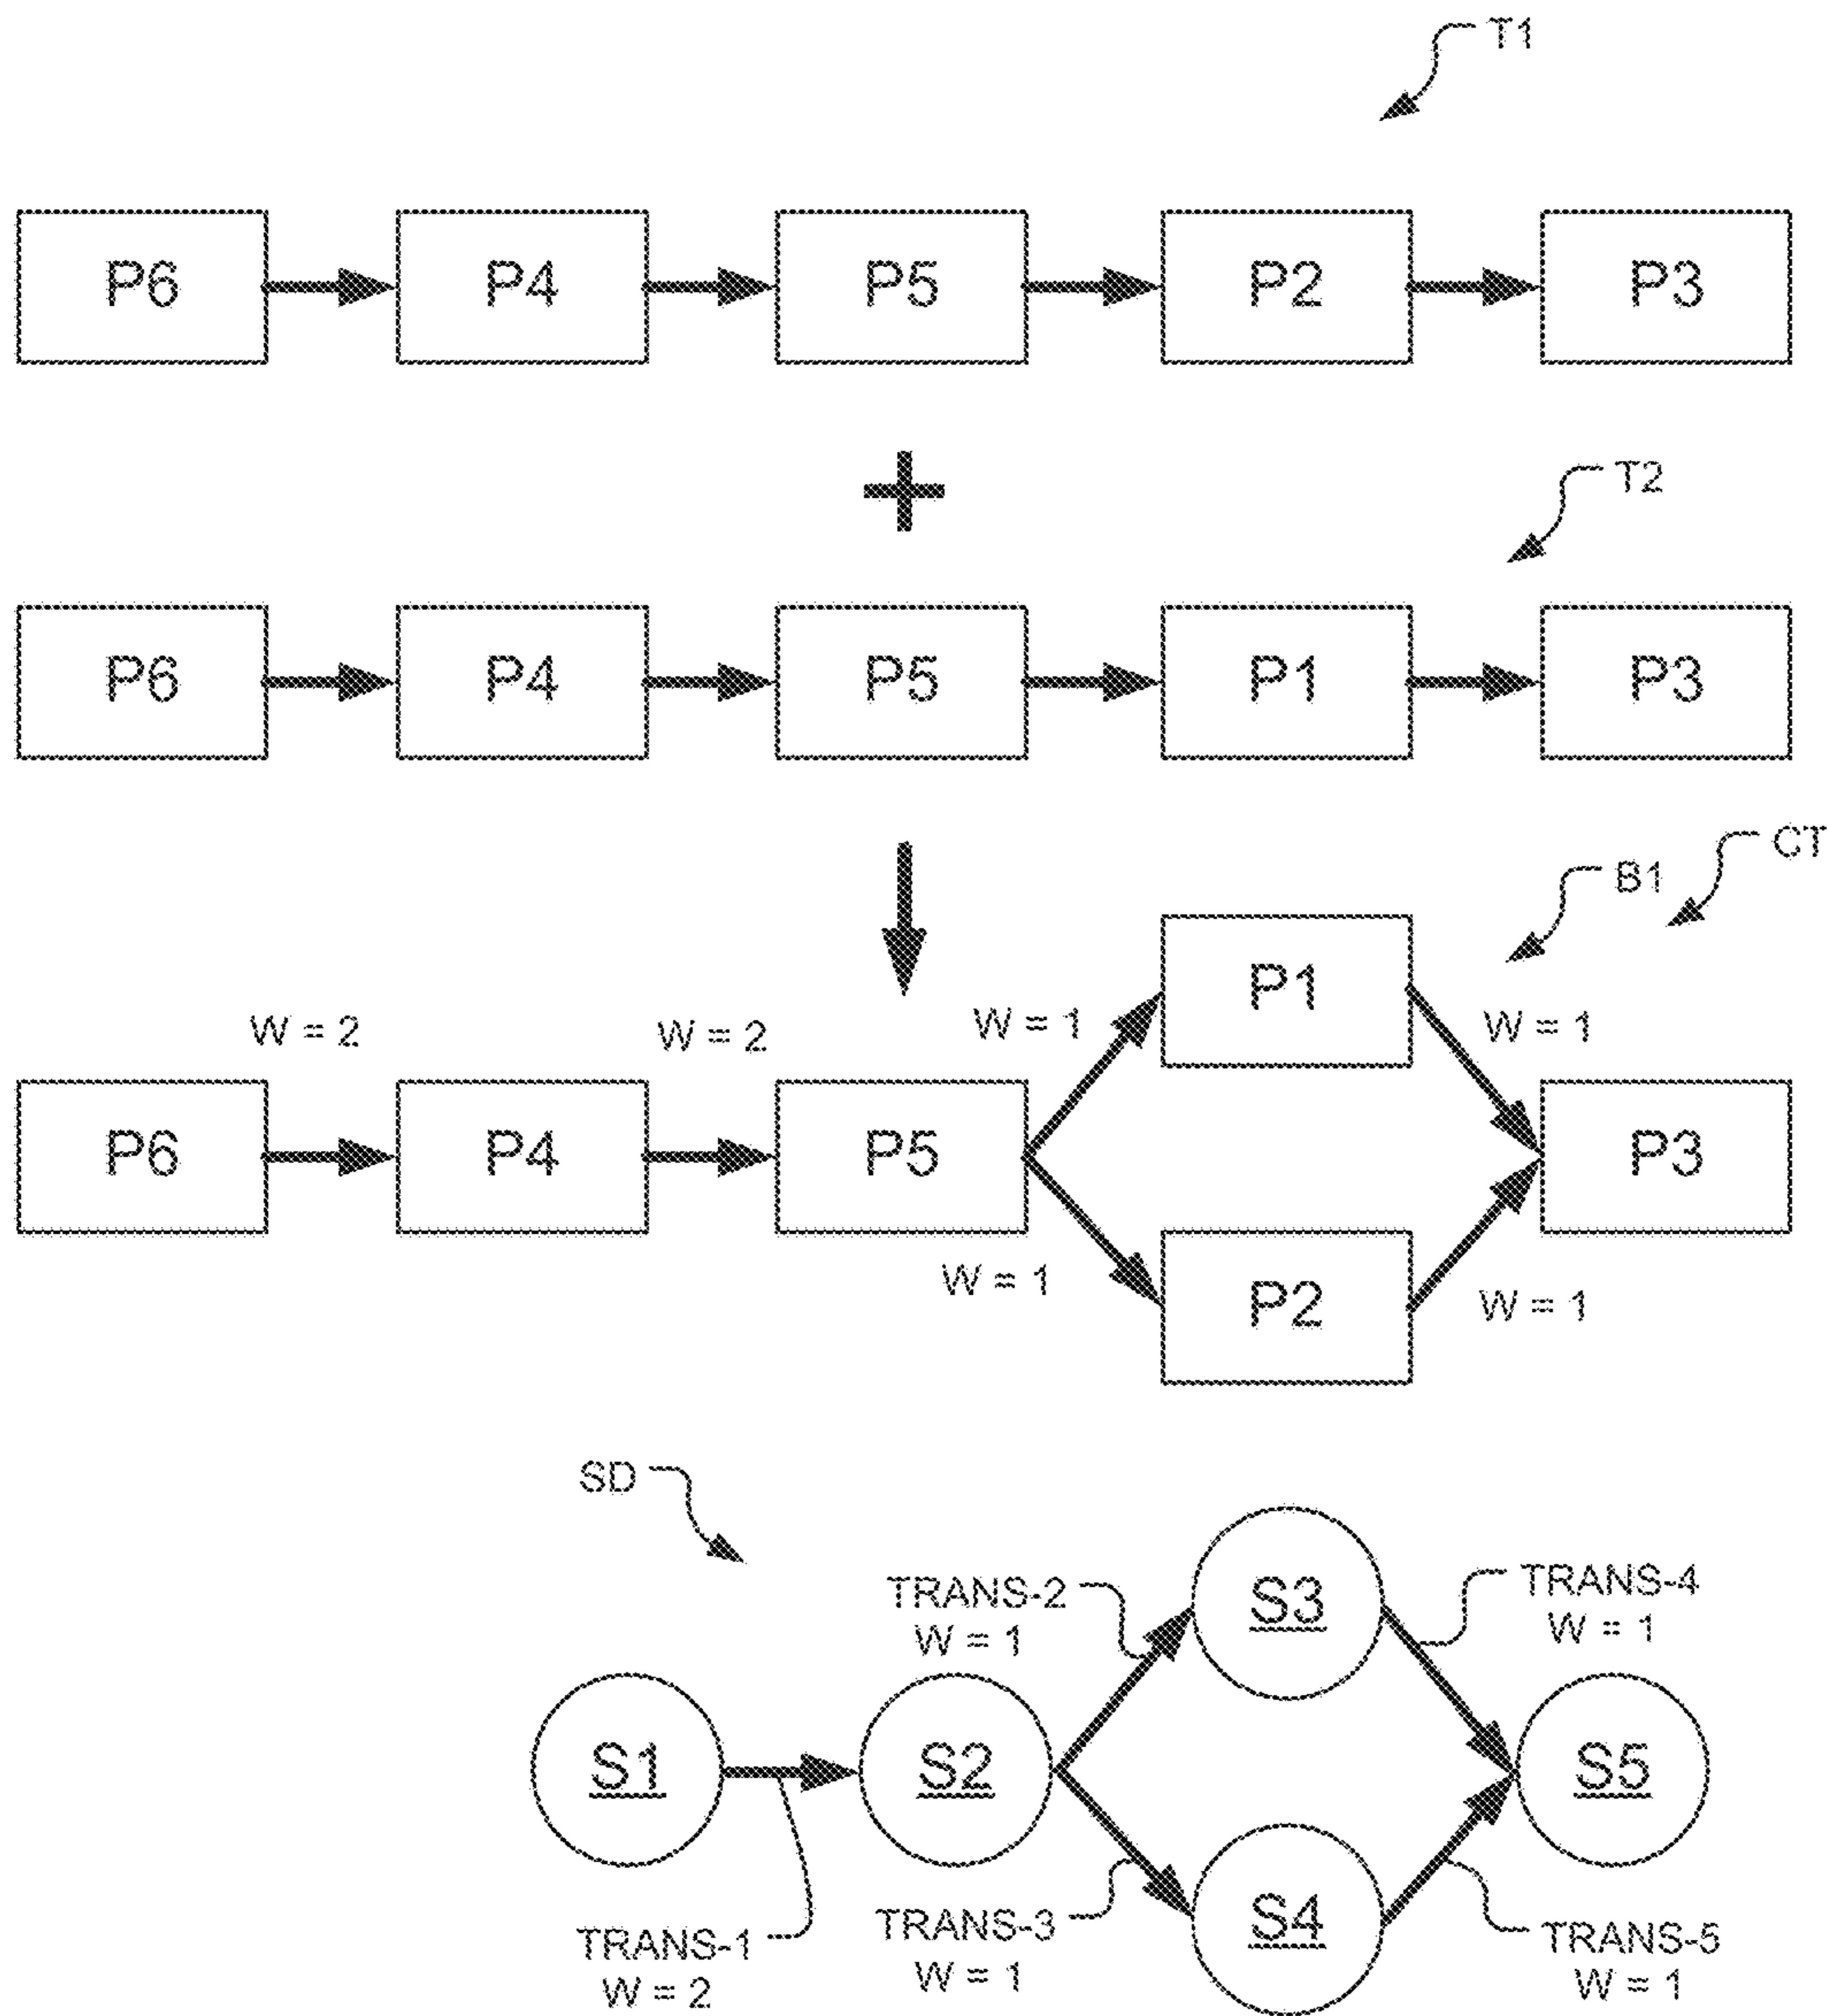 T1
P6 P4 P5 P2 P3
+
T2
P6 P4 P5 P1 P3
CT
B1
P1
W = 2 W = 2 W = 1 W = 1
P6 P4 P5 P3
W = 1 P2 W = 1
SD
TRANS-2
W = 1
S3
TRANS-4
W = 1
S1 S2 S5
TRANS-1
W = 2
TRANS-3
W = 1
S4
TRANS-5
W = 1